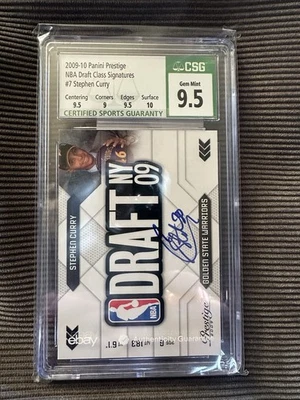 2009-10 Panini Prestige
NBA Draft Class Signatures
#7 Stephen Curry
Centering Corners Edges Surface
9.5 9 9.5 10
CERTIFIED SPORTS GUARANTY
CSG
Gem Mint
9.5
STEPHEN CURRY
DRAFT NY 09
NBA
GOLDEN STATE WARRIORS
Prestige
ebay